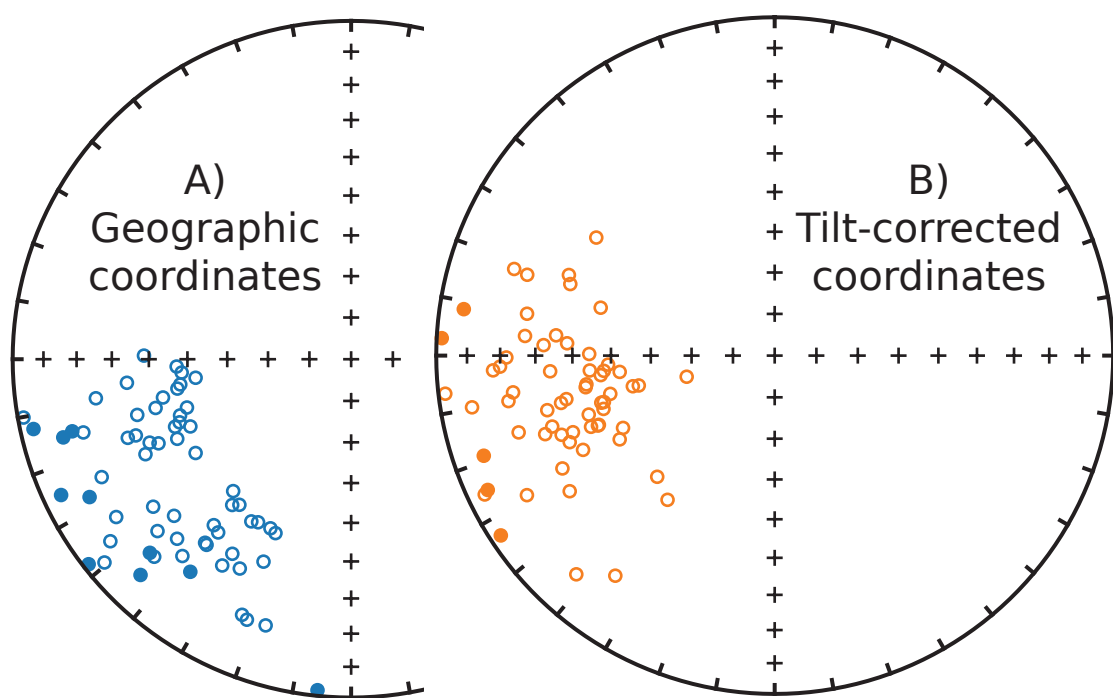 A)
Geographic
coordinates
B)
Tilt-corrected
coordinates